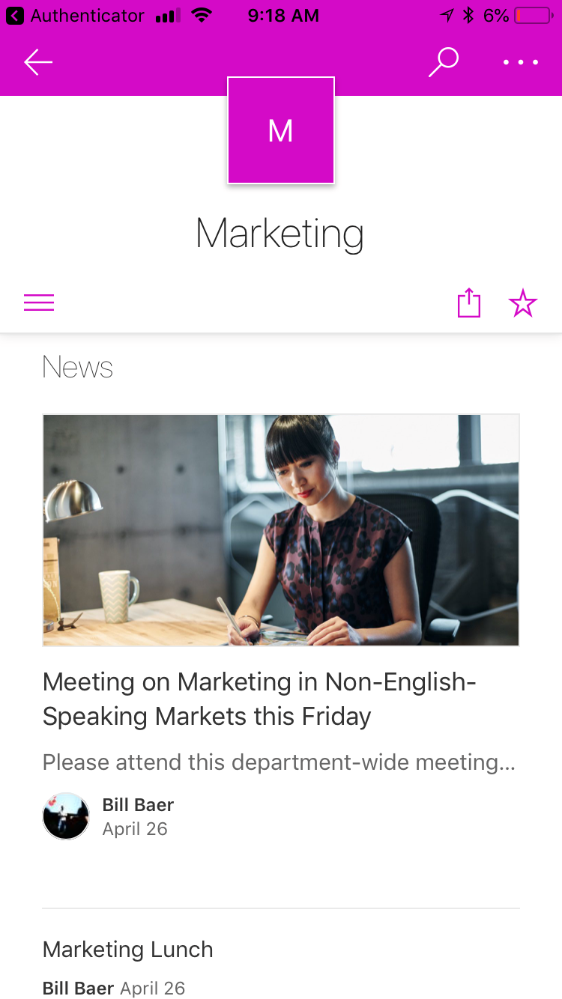 Authenticator 9:18 AM 6%
M
Marketing
News
Meeting on Marketing in Non-English-
Speaking Markets this Friday
Please attend this department-wide meeting...
Bill Baer
April 26
Marketing Lunch
Bill Baer April 26